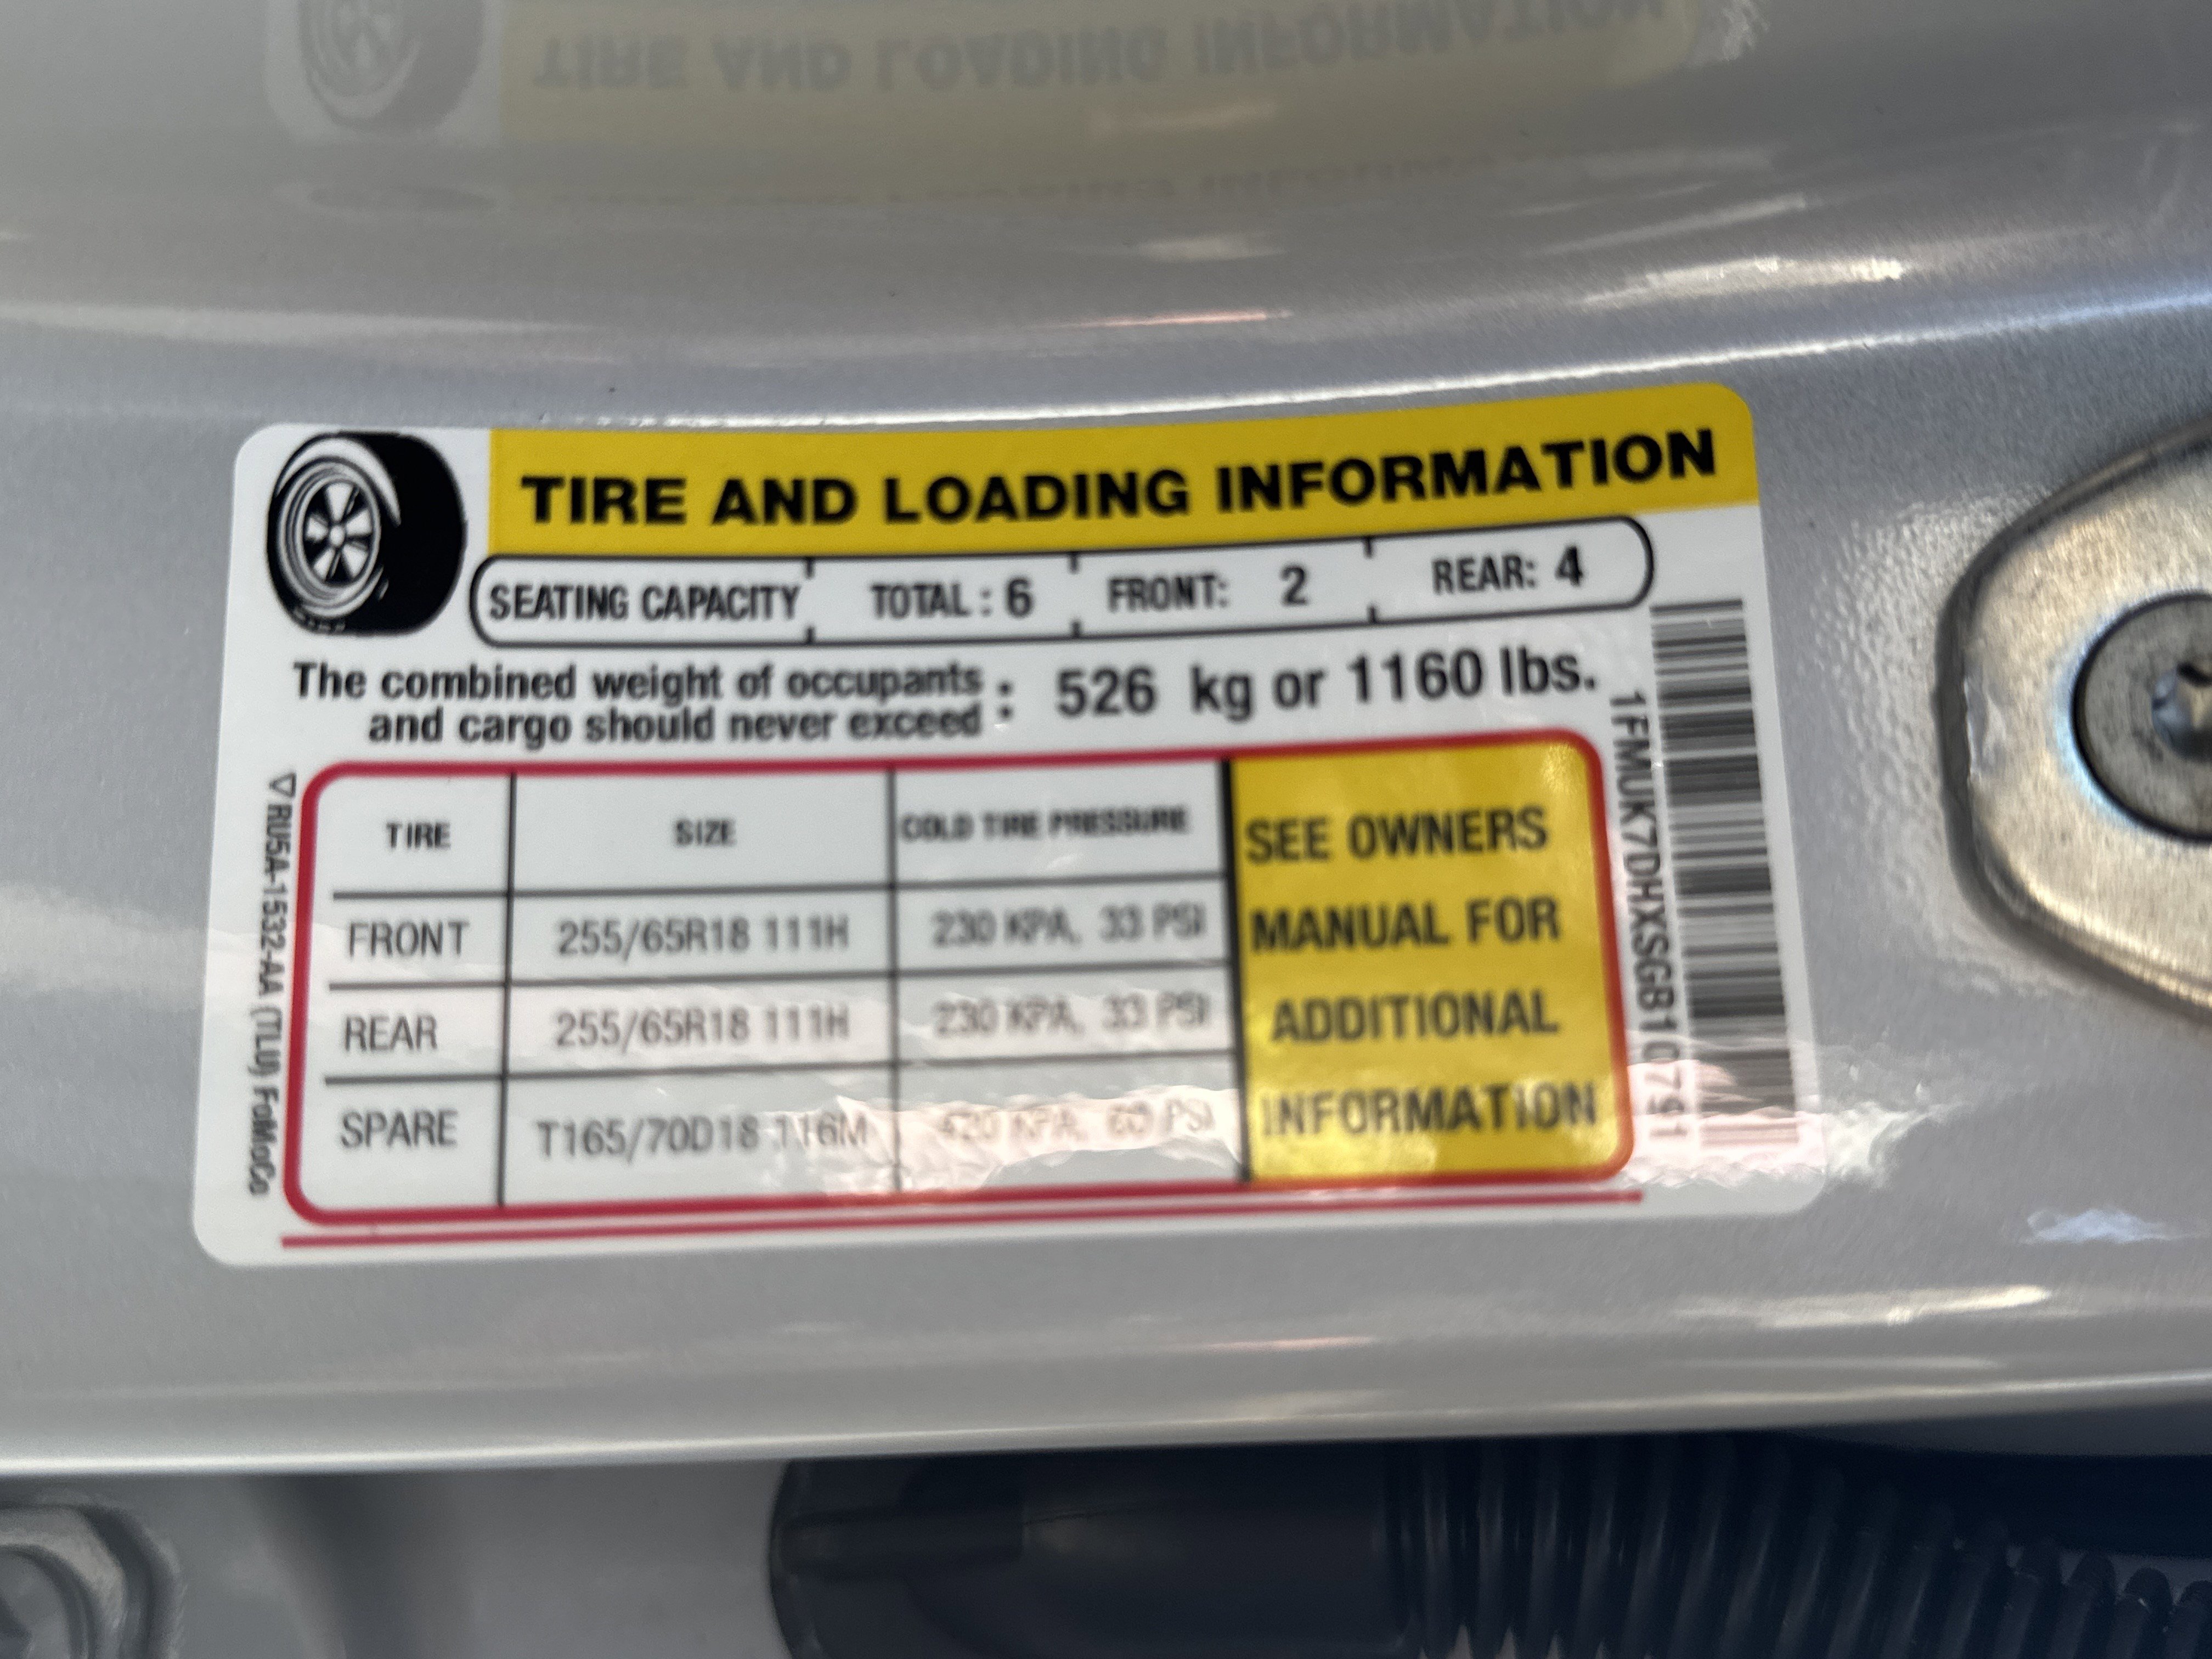 TIRE AND LOADING INFORMATION
SEATING CAPACITY TOTAL : 6 FRONT: 2 REAR: 4
The combined weight of occupants
and cargo should never exceed : 526 kg or 1160 lbs.
TIRE SIZE COLD TIRE PRESSURE
FRONT 255/65R18 111H 230 KPA, 33 PSI
REAR 255/65R18 111H 230 KPA, 33 PSI
SPARE T165/70D18 116M 420 KPA, 60 PSI
SEE OWNERS
MANUAL FOR
ADDITIONAL
INFORMATION
1FMUK7DHXSGB10791
RU5A-1532-AA (TLU) FoMoCo